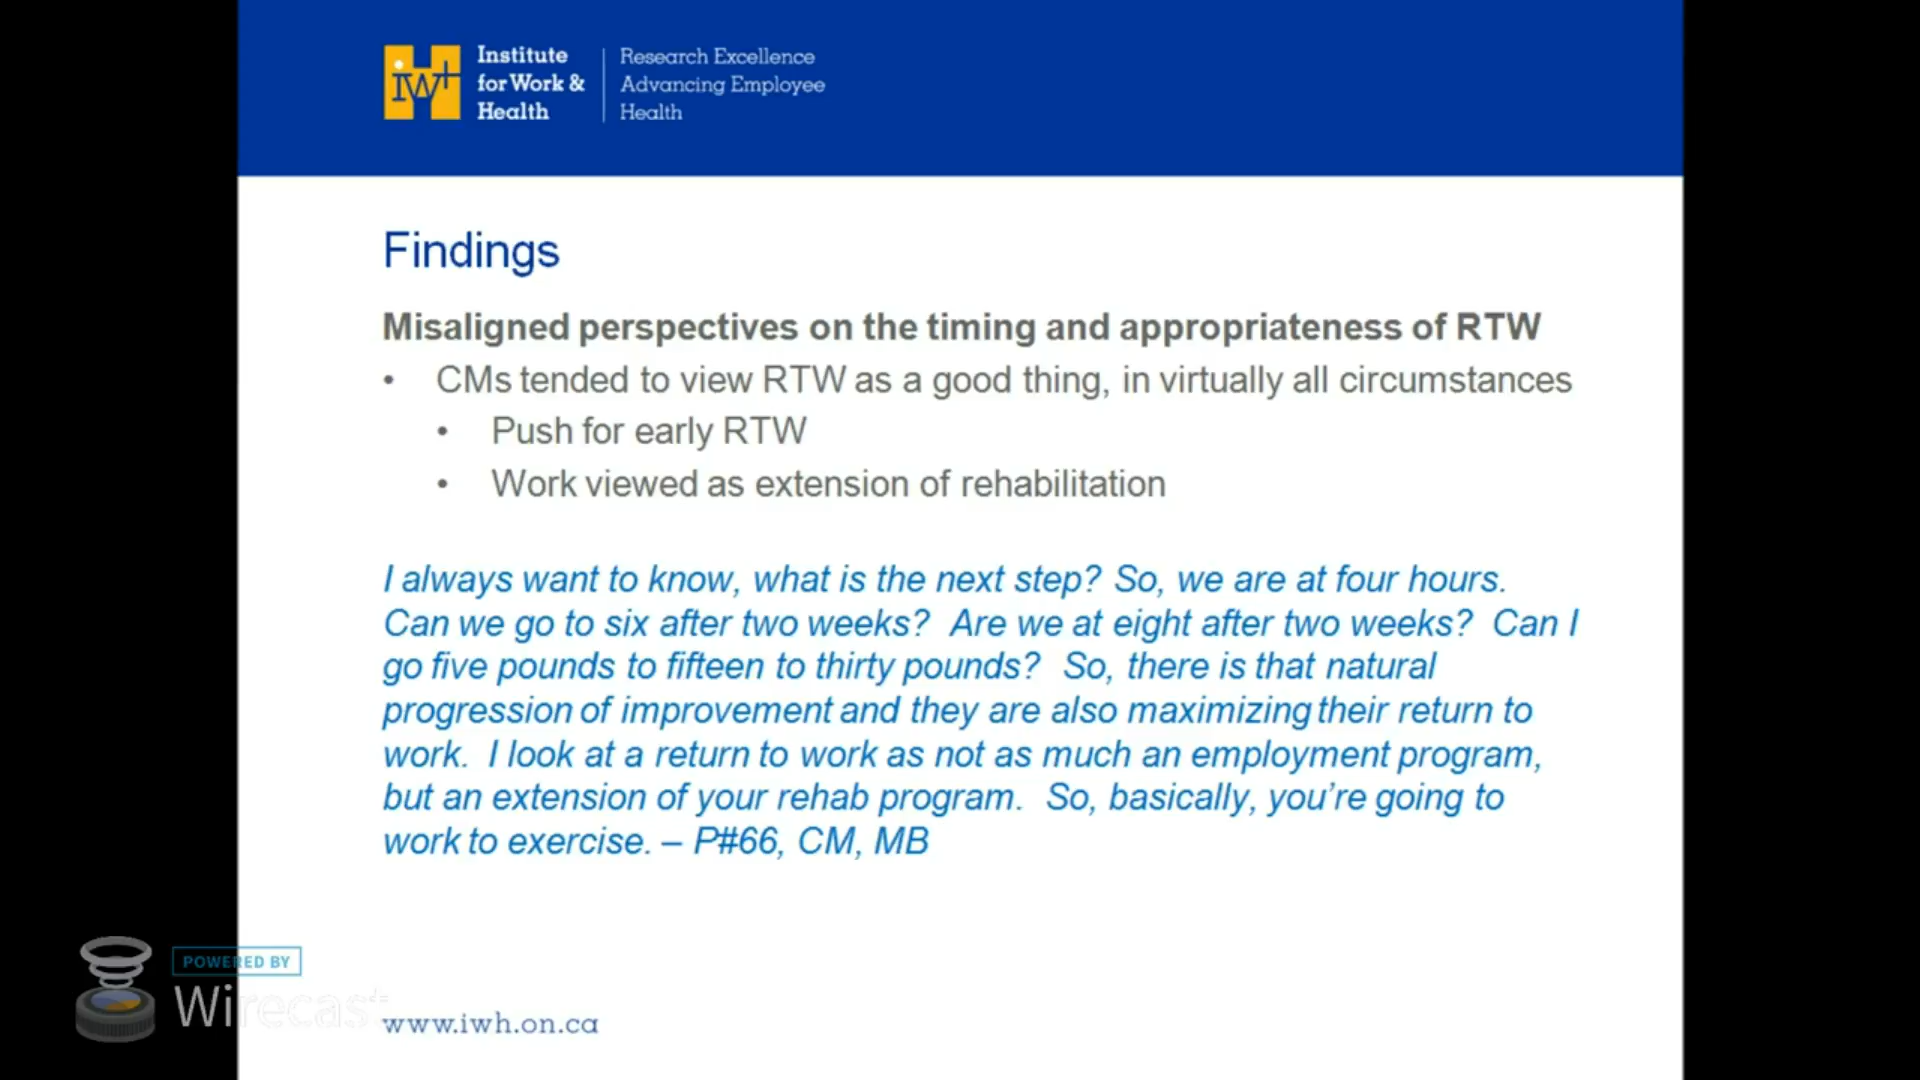 iw+
Institute
for Work &
Health
Research Excellence
Advancing Employee
Health
Findings
Misaligned perspectives on the timing and appropriateness of RTW
• CMs tended to view RTW as a good thing, in virtually all circumstances
• Push for early RTW
• Work viewed as extension of rehabilitation
I always want to know, what is the next step? So, we are at four hours.
Can we go to six after two weeks? Are we at eight after two weeks? Can I
go five pounds to fifteen to thirty pounds? So, there is that natural
progression of improvement and they are also maximizing their return to
work. I look at a return to work as not as much an employment program,
but an extension of your rehab program. So, basically, you’re going to
work to exercise. – P#66, CM, MB
POWERED BY
Wirecast
www.iwh.on.ca